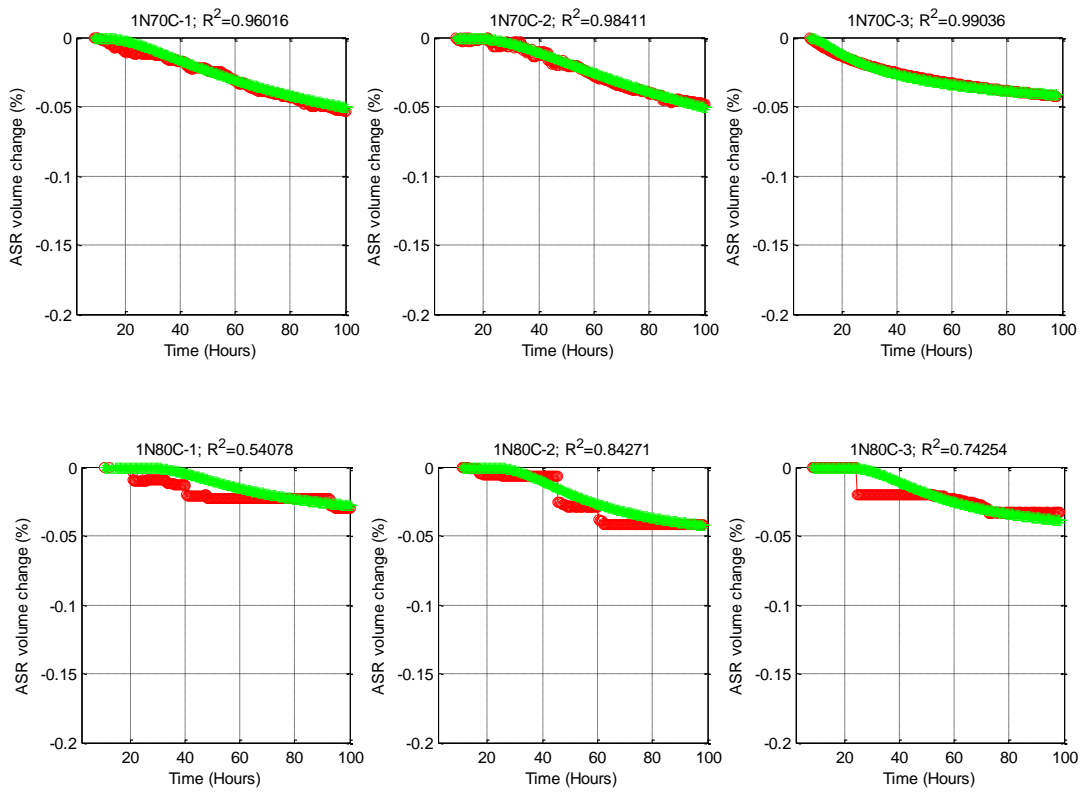 1N70C-1; R²=0.96016
0
-0.05
-0.1
-0.15
-0.2
ASR volume change (%)
20 40 60 80 100
Time (Hours)
1N70C-2; R²=0.98411
0
-0.05
-0.1
-0.15
-0.2
ASR volume change (%)
20 40 60 80 100
Time (Hours)
1N70C-3; R²=0.99036
0
-0.05
-0.1
-0.15
-0.2
ASR volume change (%)
20 40 60 80 100
Time (Hours)
1N80C-1; R²=0.54078
0
-0.05
-0.1
-0.15
-0.2
ASR volume change (%)
20 40 60 80 100
Time (Hours)
1N80C-2; R²=0.84271
0
-0.05
-0.1
-0.15
-0.2
ASR volume change (%)
20 40 60 80 100
Time (Hours)
1N80C-3; R²=0.74254
0
-0.05
-0.1
-0.15
-0.2
ASR volume change (%)
20 40 60 80 100
Time (Hours)